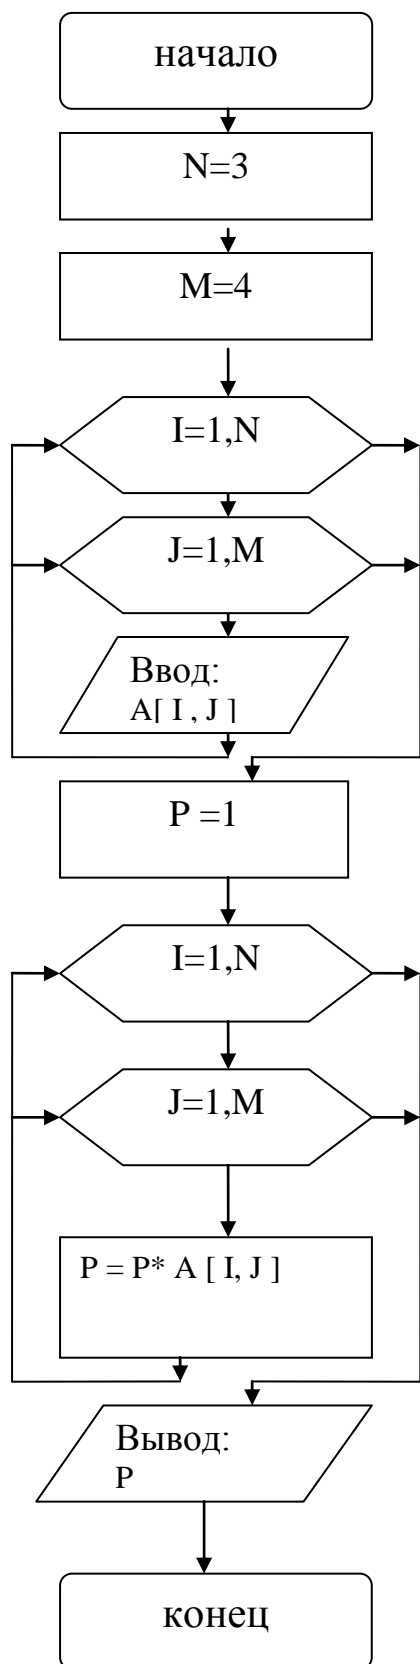 начало
N=3
M=4
I=1,N
J=1,M
Ввод:
A[ I , J ]
P =1
I=1,N
J=1,M
P = P* A [ I, J ]
Вывод:
P
конец